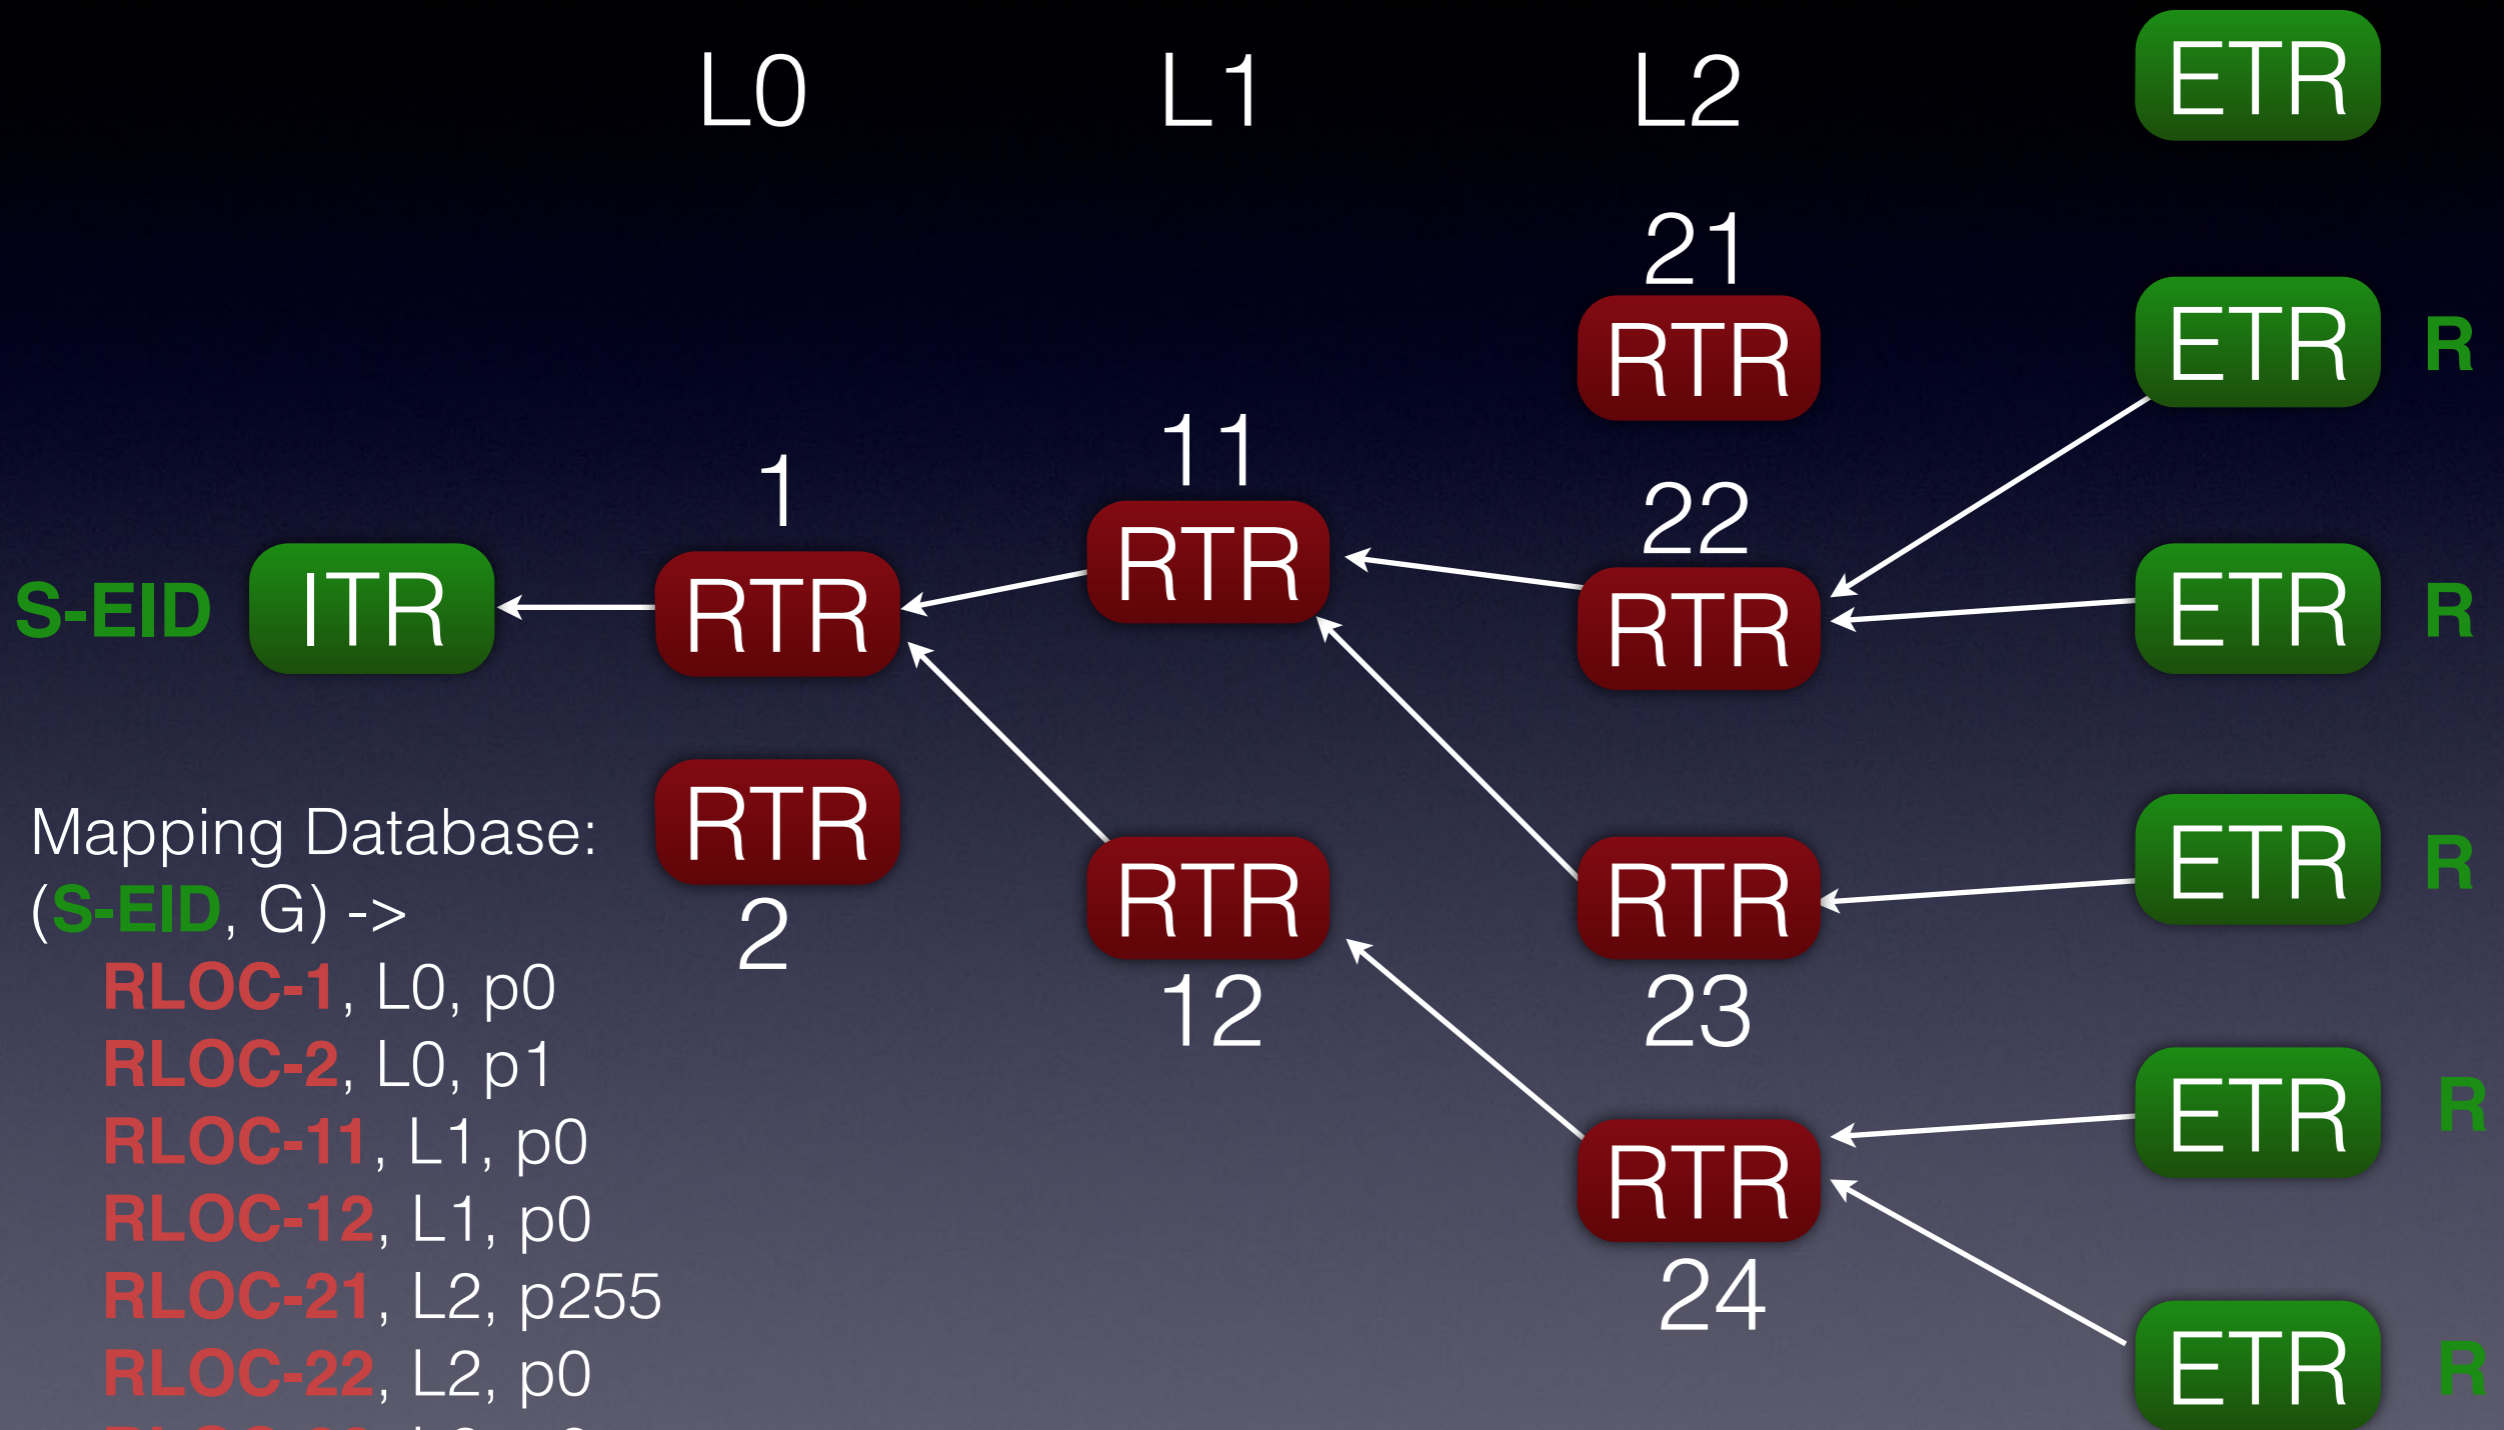 L0 L1 L2 ETR
21
RTR ETR R
1 11 22
S-EID ITR RTR RTR RTR ETR R
RTR RTR RTR ETR R
2 12 23
RTR ETR R
24
ETR R
Mapping Database:
(S-EID, G) ->
RLOC-1, L0, p0
RLOC-2, L0, p1
RLOC-11, L1, p0
RLOC-12, L1, p0
RLOC-21, L2, p255
RLOC-22, L2, p0